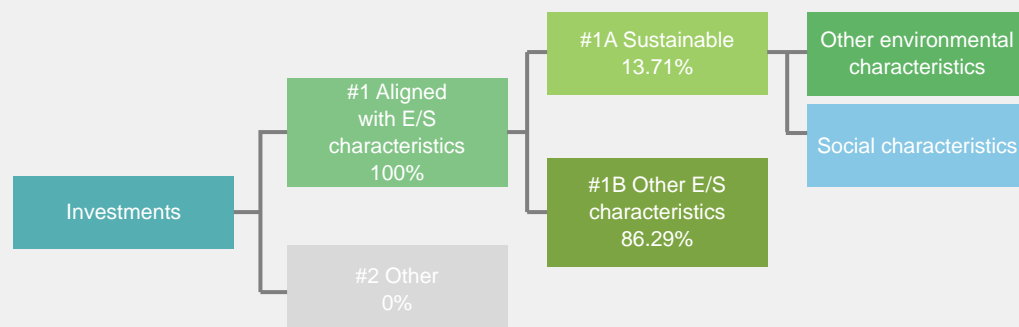 Investments
#1 Aligned
with E/S
characteristics
100%
#2 Other
0%
#1A Sustainable
13.71%
#1B Other E/S
characteristics
86.29%
Other environmental
characteristics
Social characteristics